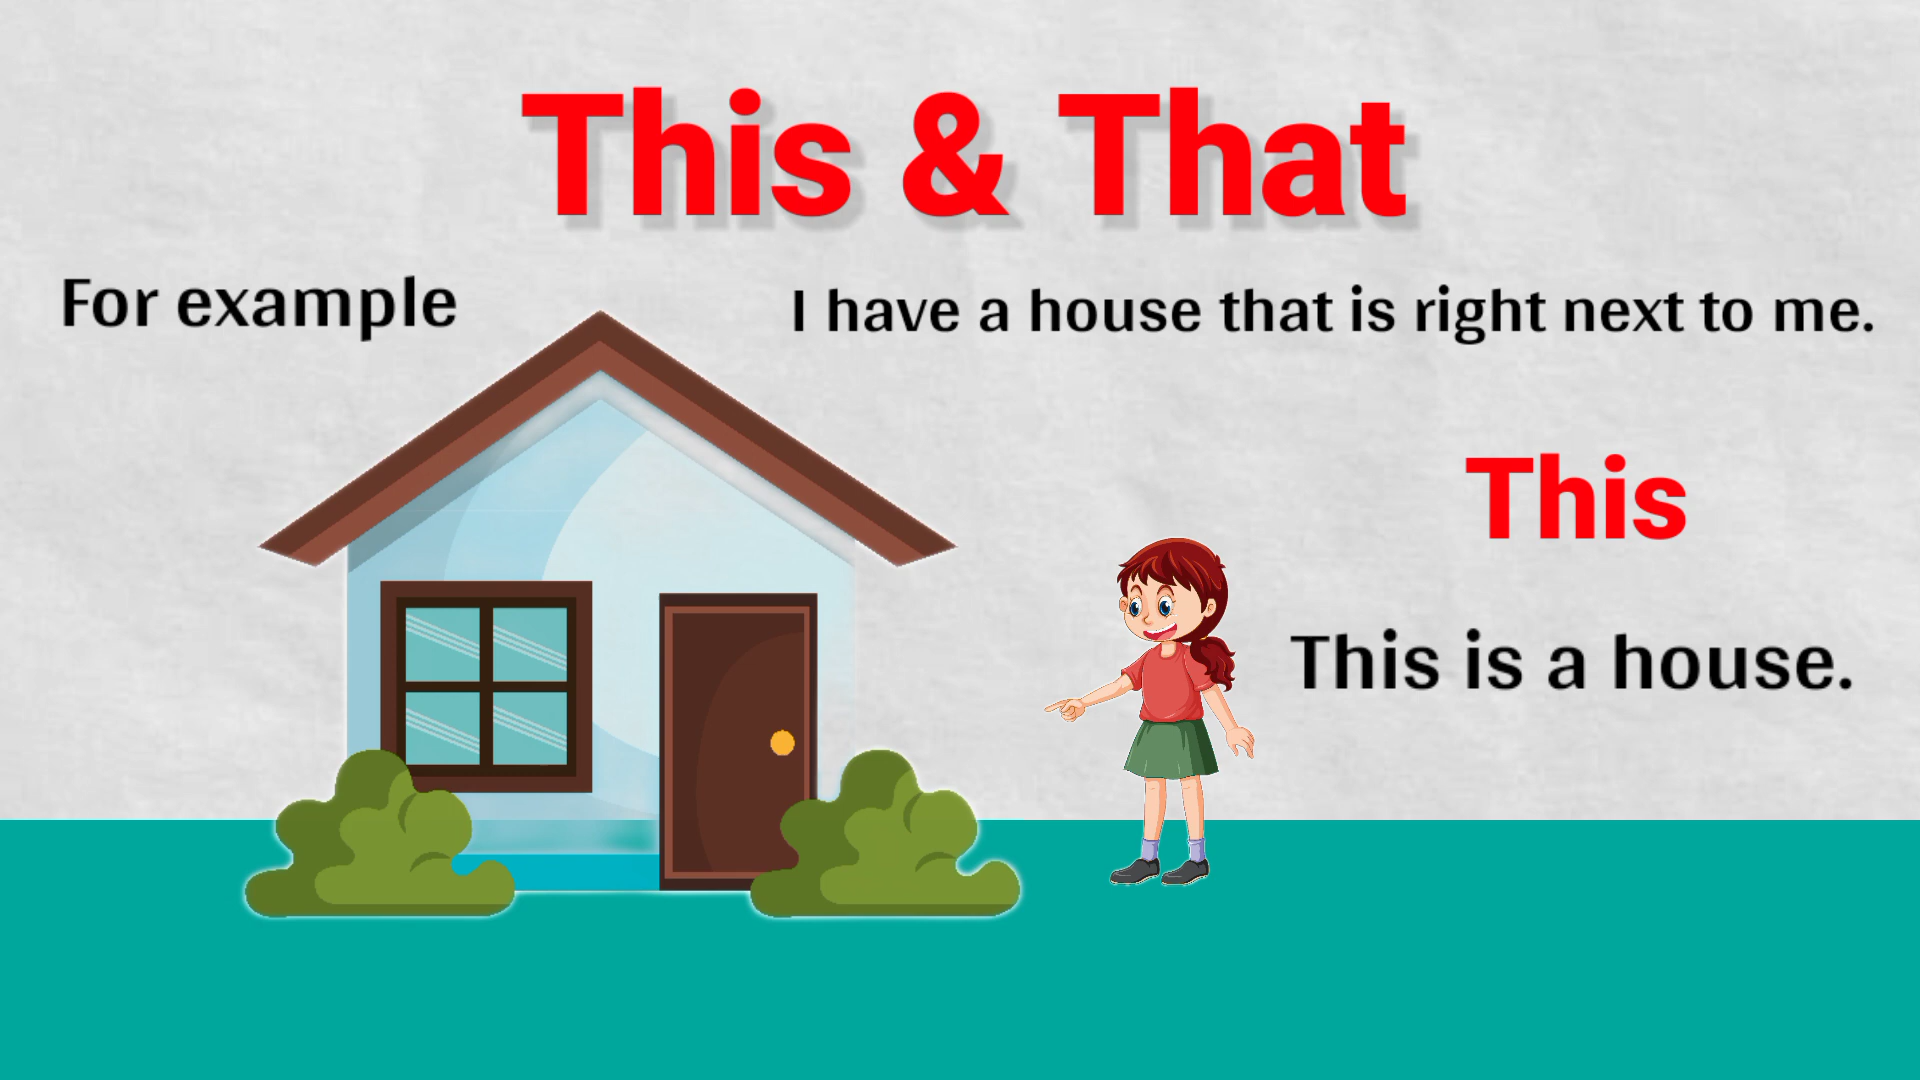 This & That
For example
I have a house that is right next to me.
This
This is a house.